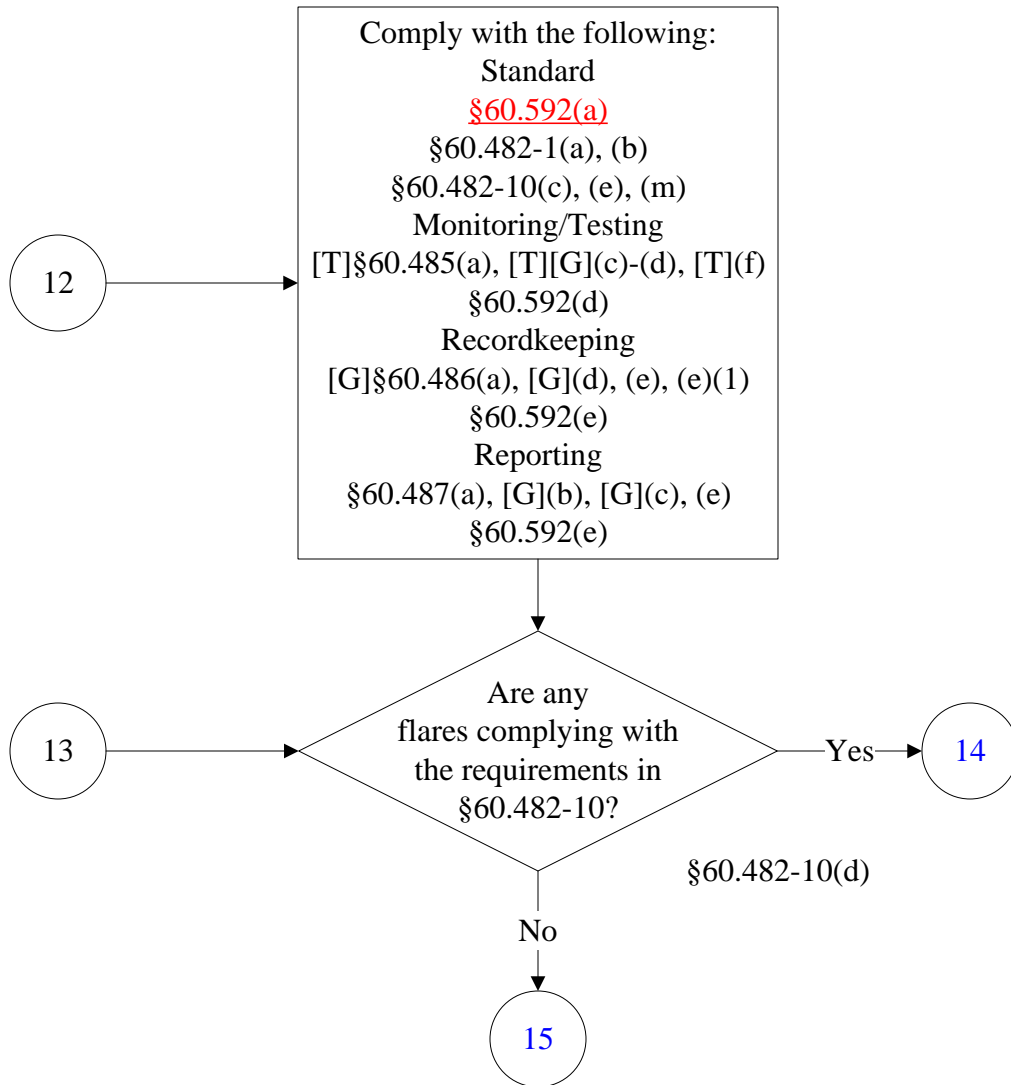 Comply with the following:
Standard
§60.592(a)
§60.482-1(a), (b)
§60.482-10(c), (e), (m)
Monitoring/Testing
[T]§60.485(a), [T][G](c)-(d), [T](f)
§60.592(d)
Recordkeeping
[G]§60.486(a), [G](d), (e), (e)(1)
§60.592(e)
Reporting
§60.487(a), [G](b), [G](c), (e)
§60.592(e)
12
Are any
flares complying with
the requirements in
§60.482-10?
13
Yes
14
§60.482-10(d)
No
15